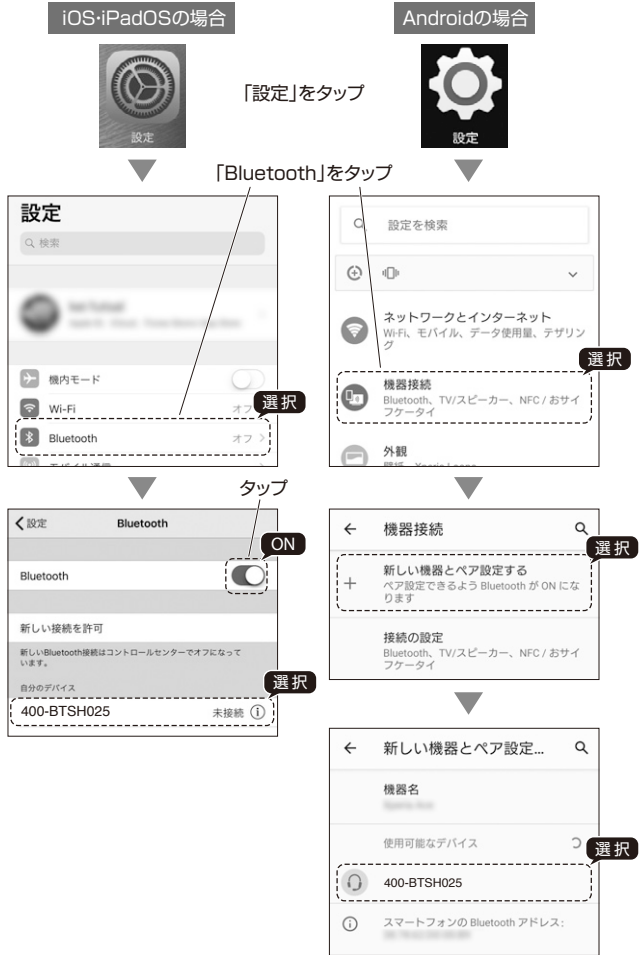 iOS・iPadOSの場合
Androidの場合
設定
「設定」をタップ
設定
「Bluetooth」をタップ
設定
検索
機内モード
Wi-Fi
オフ
選択
Bluetooth
オフ
設定を検索
ネットワークとインターネット
Wi-Fi、モバイル、データ使用量、テザリン
グ
選択
機器接続
Bluetooth、TV/スピーカー、NFC / おサイ
フケータイ
外観
タップ
設定
Bluetooth
ON
Bluetooth
新しい接続を許可
新しいBluetooth接続はコントロールセンターでオフになって
います。
自分のデバイス
選択
400-BTSH025
未接続
機器接続
選択
新しい機器とペア設定する
ペア設定できるよう Bluetooth が ON にな
ります
接続の設定
Bluetooth、TV/スピーカー、NFC / おサイ
フケータイ
新しい機器とペア設定...
機器名
使用可能なデバイス
選択
400-BTSH025
スマートフォンの Bluetooth アドレス: